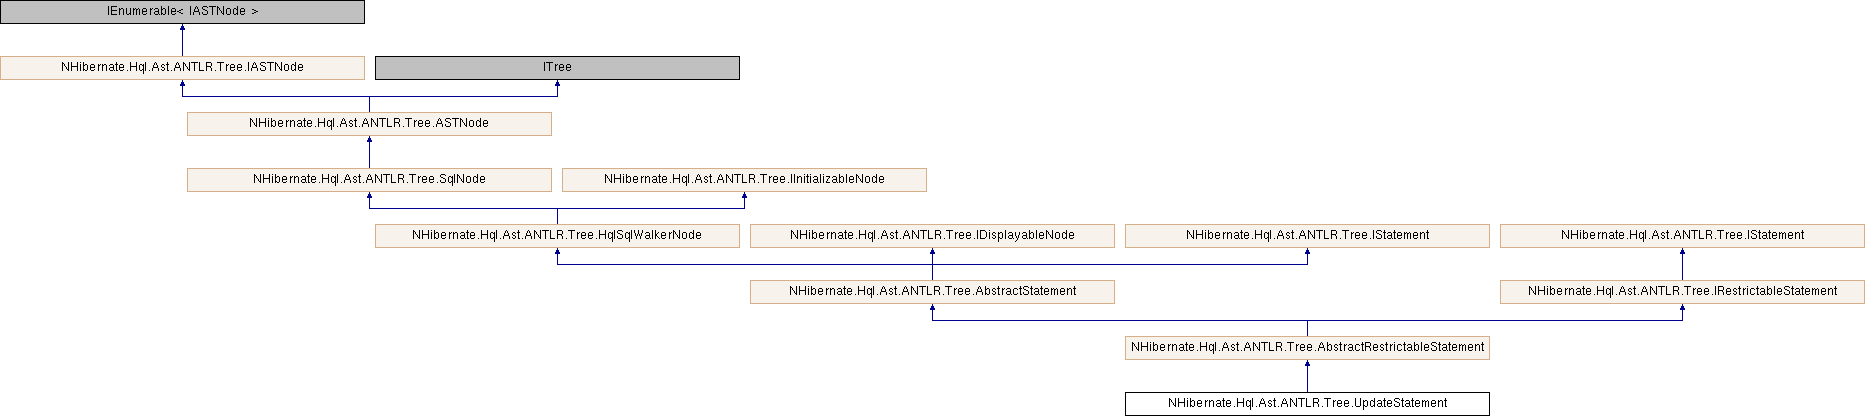 IEnumerable< IASTNode >
NHibernate.Hql.Ast.ANTLR.Tree.IASTNode
ITree
NHibernate.Hql.Ast.ANTLR.Tree.ASTNode
NHibernate.Hql.Ast.ANTLR.Tree.SqlNode
NHibernate.Hql.Ast.ANTLR.Tree.IInitializableNode
NHibernate.Hql.Ast.ANTLR.Tree.HqlSqlWalkerNode
NHibernate.Hql.Ast.ANTLR.Tree.IDisplayableNode
NHibernate.Hql.Ast.ANTLR.Tree.IStatement
NHibernate.Hql.Ast.ANTLR.Tree.IStatement
NHibernate.Hql.Ast.ANTLR.Tree.AbstractStatement
NHibernate.Hql.Ast.ANTLR.Tree.IRestrictableStatement
NHibernate.Hql.Ast.ANTLR.Tree.AbstractRestrictableStatement
NHibernate.Hql.Ast.ANTLR.Tree.UpdateStatement